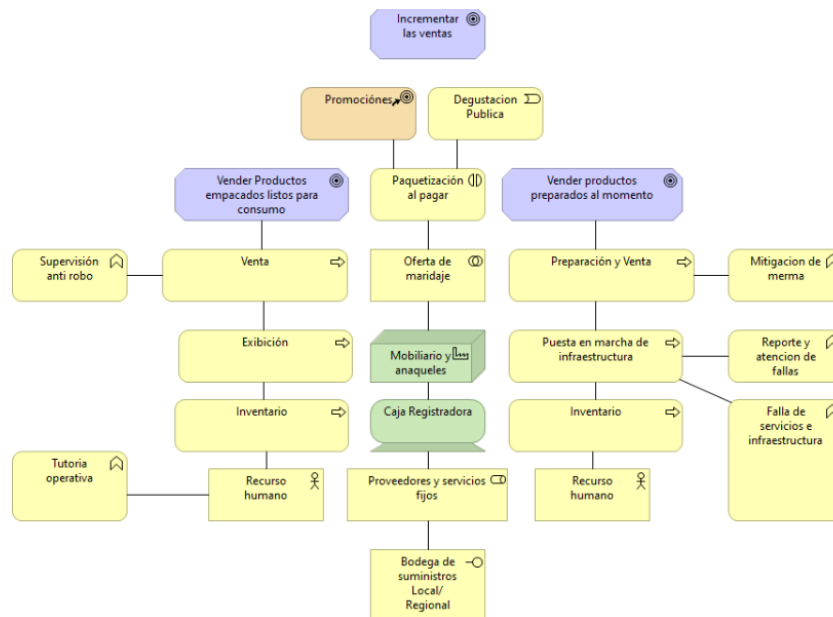 Incrementar
las ventas
Promociónes
Degustacion
Publica
Vender Productos
empacados listos para
consumo
Paquetización
al pagar
Vender productos
preparados al momento
Supervisión
anti robo
Venta
Oferta de
maridaje
Preparación y Venta
Mitigacion de
merma
Exibición
Mobiliario y
anaqueles
Puesta en marcha de
infraestructura
Reporte y
atencion de
fallas
Inventario
Caja Registradora
Inventario
Falla de
servicios e
infraestructura
Tutoria
operativa
Recurso
humano
Proveedores y servicios
fijos
Recurso
humano
Bodega de
suministros
Local/
Regional